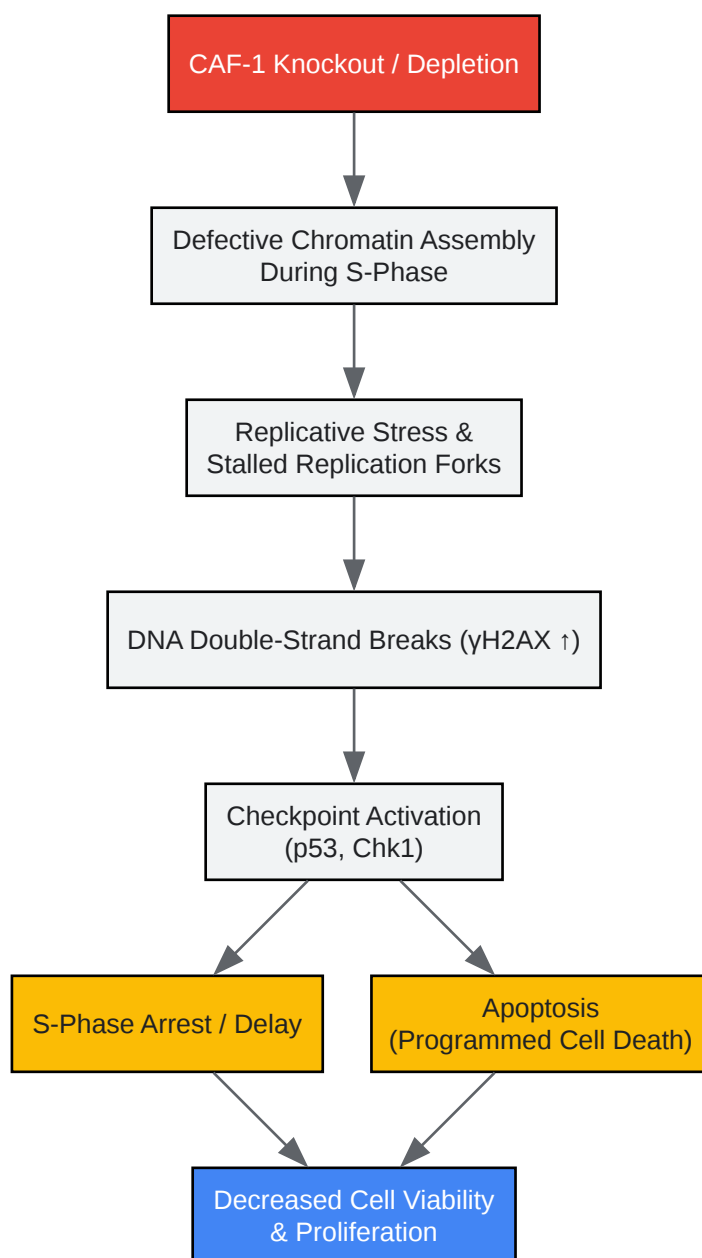 CAF-1 Knockout / Depletion
Defective Chromatin Assembly
During S-Phase
Replicative Stress &
Stalled Replication Forks
DNA Double-Strand Breaks (γH2AX ↑)
Checkpoint Activation
(p53, Chk1)
S-Phase Arrest / Delay
Apoptosis
(Programmed Cell Death)
Decreased Cell Viability
& Proliferation